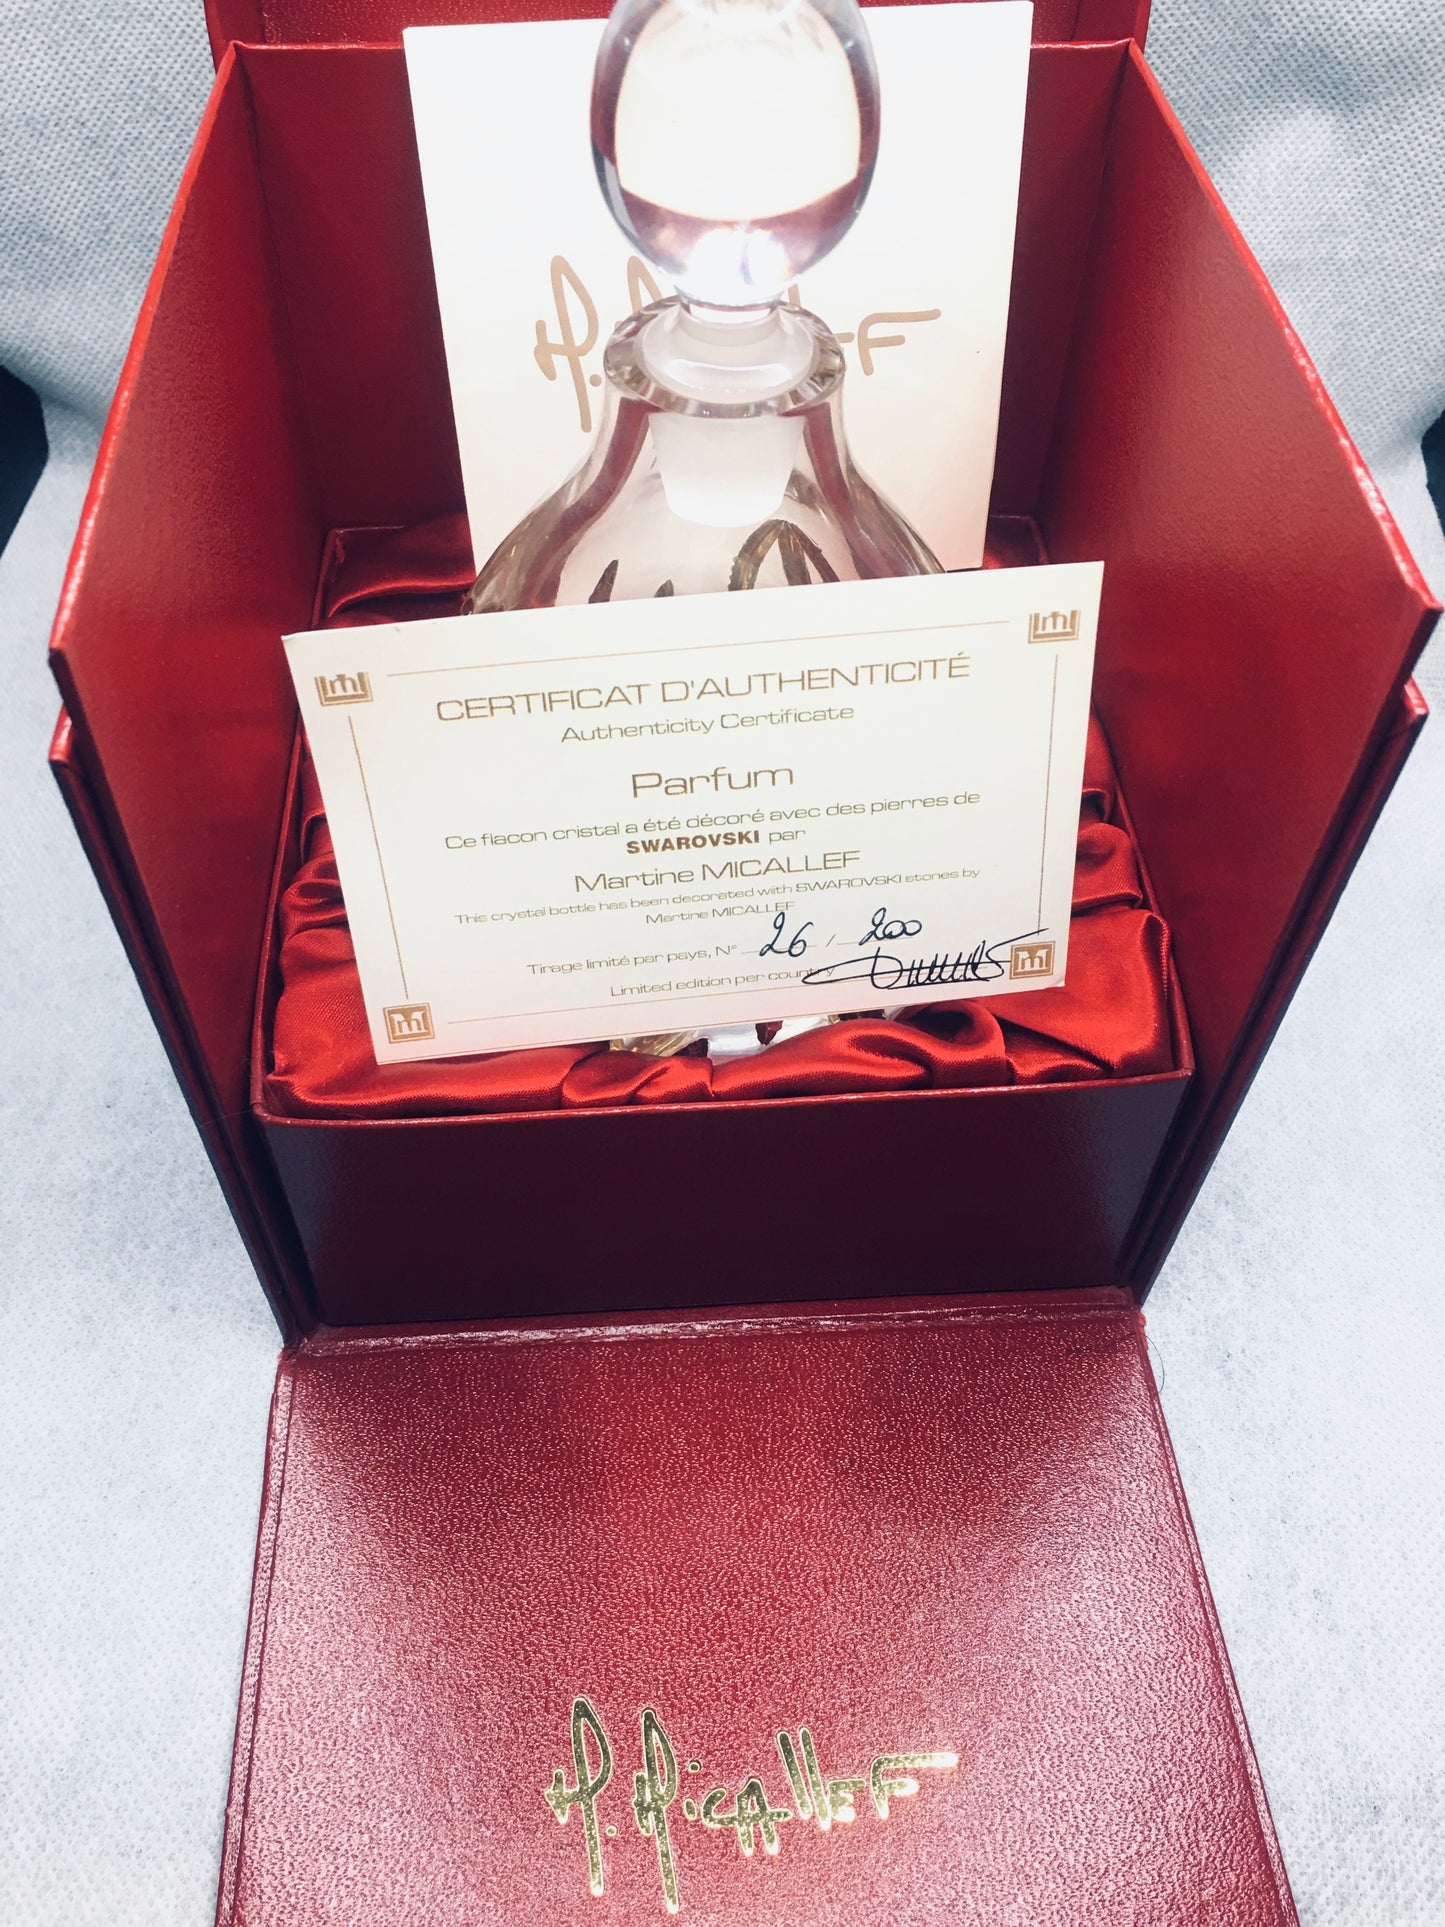 CERTIFICAT D'AUTHENTICITÉ
Authenticity Certificate
Parfum
Ce flacon cristal a été décoré avec des pierres de
SWAROVSKI par
Martine MICALLEF
This crystal bottle has been decorated with SWAROVSKI stones by
Martine MICALLEF
Tirage limité par pays, N° 26 / 200
Limited edition per country
M. MicALLEF